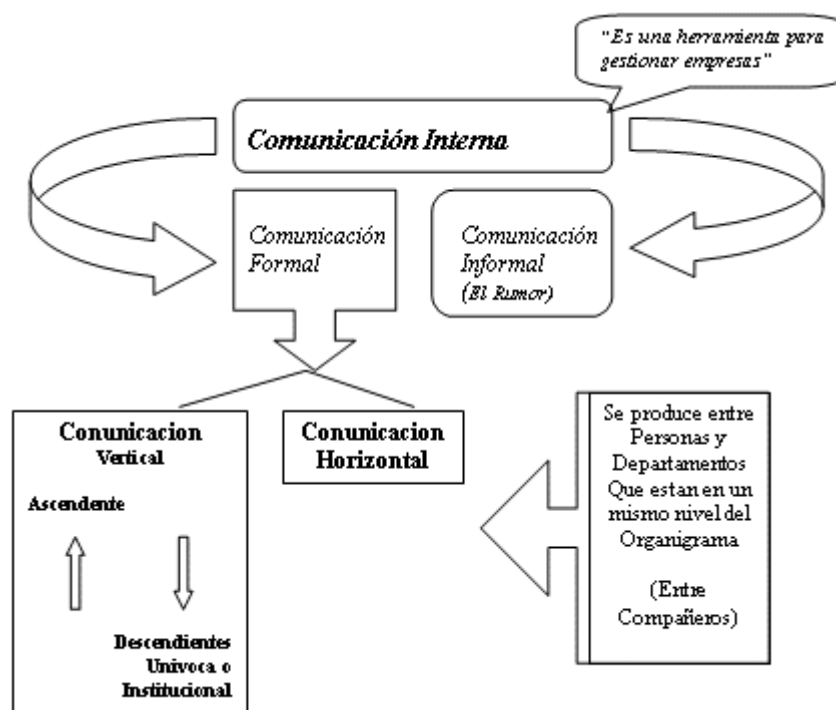 "Es una herramienta para
gestionar empresas"
Comunicación Interna
Comunicación
Formal
Comunicación
Informal
(El Rumor)
Conunicacion
Vertical
Ascendente
Descendientes
Univoca o
Institucional
Conunicacion
Horizontal
Se produce entre
Personas y
Departamentos
Que estan en un
mismo nivel del
Organigrama
(Entre
Compañeros)